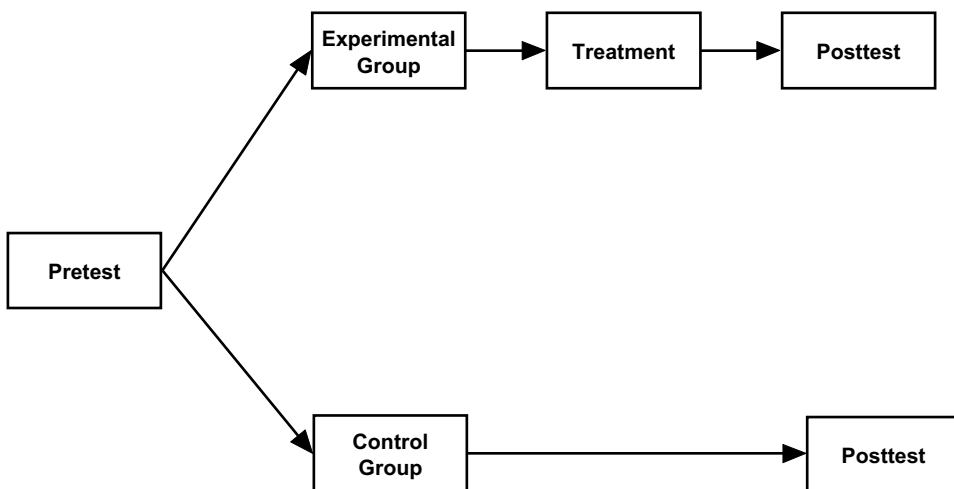 Experimental
Group
Treatment
Posttest
Pretest
Control
Group
Posttest